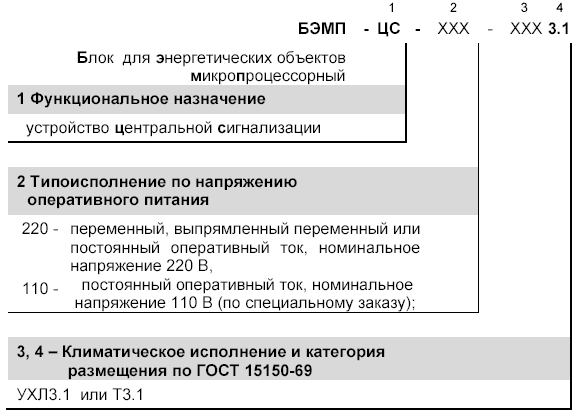 1 2 3 4
БЭМП - ЦС - ХХХ - ХХХ 3.1
Блок для энергетических объектов
микропроцессорный
1 Функциональное назначение
устройство центральной сигнализации
2 Типоисполнение по напряжению
оперативного питания
220 - переменный, выпрямленный переменный или
постоянный оперативный ток, номинальное
напряжение 220 В,
110 - постоянный оперативный ток, номинальное
напряжение 110 В (по специальному заказу);
3, 4 – Климатическое исполнение и категория
размещения по ГОСТ 15150-69
УХЛ3.1 или Т3.1